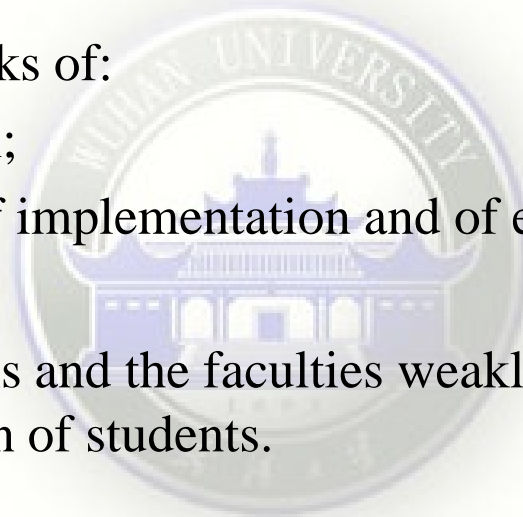 WUHAN UNIVERSITY
ks of:
;
implementation and of e
s and the faculties weakl
n of students.